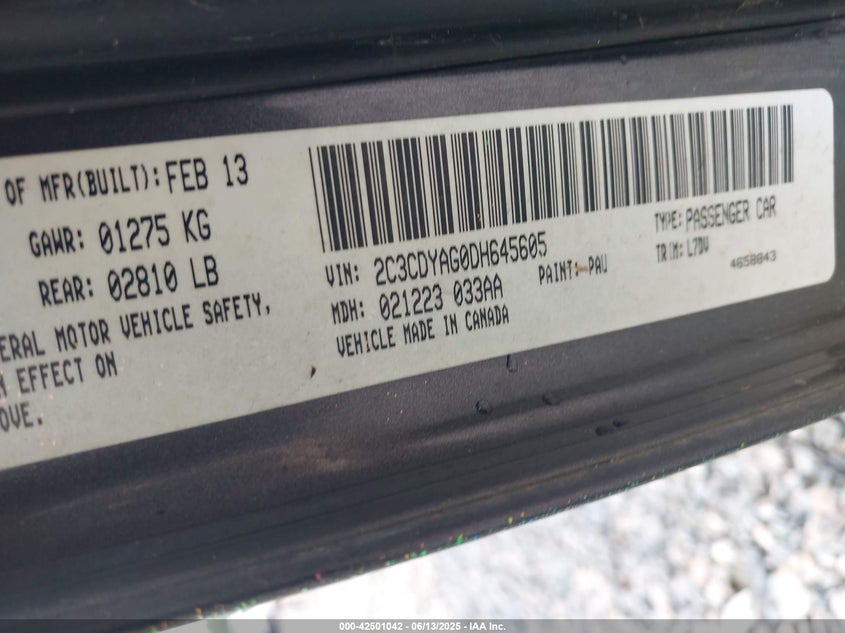 OF MFR(BUILT): FEB 13
GAWR: 01275 KG
REAR: 02810 LB
ERAL MOTOR VEHICLE SAFETY,
EFFECT ON
OVE.
VIN: 2C3CDYAG0DH645605
TYPE: PASSENGER CAR
MDH: 021223 033AA
PAINT: PAU
TRIM: L7DV
VEHICLE MADE IN CANADA
4658843
000-42501042 - 06/13/2025 - IAA Inc.